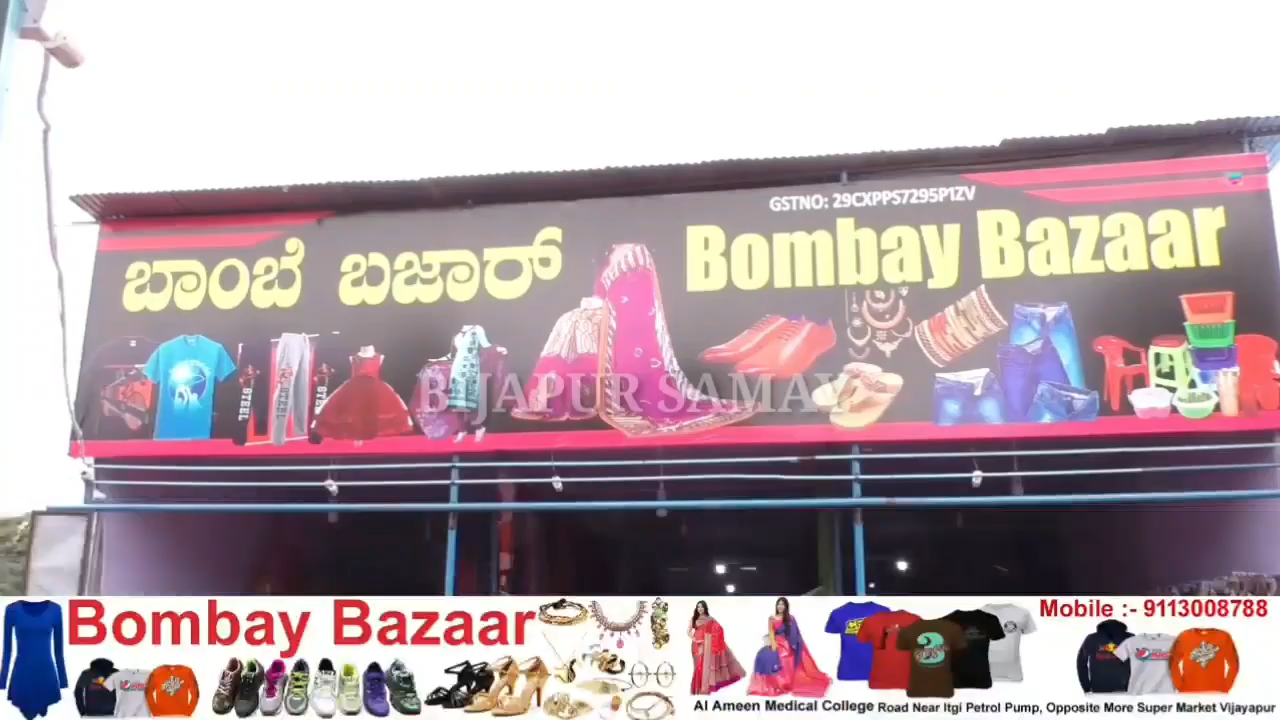 GSTNO: 29CXPPS7295P1ZV
ಬಾಂಬೆ ಬಜಾರ್ Bombay Bazaar
STEEL
BIJAPUR SAMAY
Bombay Bazaar
Mobile :- 9113008788
Al Ameen Medical College Road Near Itgi Petrol Pump, Opposite More Super Market Vijayapur